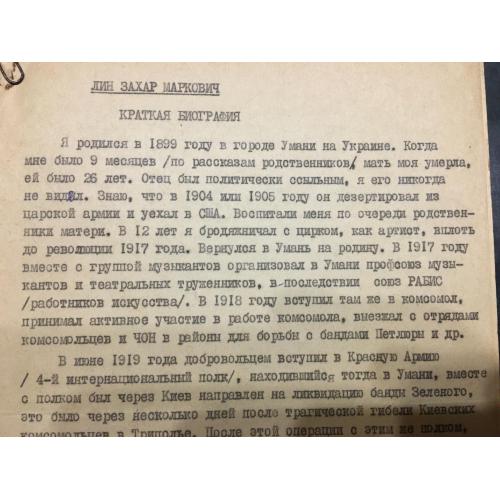 ЛИН ЗАХАР МАРКОВИЧ
КРАТКАЯ БИОГРАФИЯ
Я родился в 1899 году в городе Умани на Украине. Когда
мне было 9 месяцев /по рассказам родственников/ мать моя умерла,
ей было 26 лет. Отец был политически ссыльным, я его никогда
не видел. Знаю, что в 1904 или 1905 году он дезертировал из
царской армии и уехал в США. Воспитали меня по очереди родствен-
ники матери. В 12 лет я бродяжничал с цирком, как артист, вплоть
до революции 1917 года. Вернулся в Умань на родину. В 1917 году
вместе с группой музыкантов организовал в Умани профсоюз музы-
кантов и театральных труженников, в-последствии союз РАБИС
/работников искусства/. В 1918 году вступил там же в комсомол,
принимал активное участие в работе комсомола, выезжал с отрядами
комсомольцев и ЧОН в районы для борьбы с бандами Петлюры и др.
В июне 1919 года добровольцем вступил в Красную Армию
/ 4-й интернациональный полк/, находившийся тогда в Умани, вместе
с полком был через Киев направлен на ликвидацию банды Зеленого,
это было через несколько дней после трагической гибели Киевских
комсомольцев в Триполье. После этой операции с этим же полком,